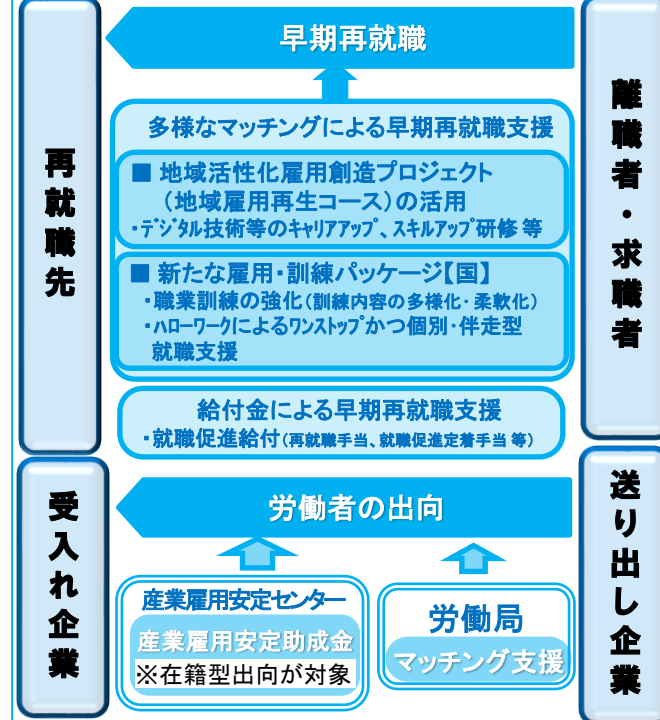 早期再就職
再就職先
離職者・求職者
多様なマッチングによる早期再就職支援
■ 地域活性化雇用創造プロジェクト
（地域雇用再生コース）の活用
・デジタル技術等のキャリアアップ、スキルアップ研修 等
■ 新たな雇用・訓練パッケージ【国】
・職業訓練の強化（訓練内容の多様化・柔軟化）
・ハローワークによるワンストップかつ個別・伴走型
就職支援
給付金による早期再就職支援
・就職促進給付（再就職手当、就職促進定着手当 等）
受入れ企業
送り出し企業
労働者の出向
産業雇用安定センター
産業雇用安定助成金
※在籍型出向が対象
労働局
マッチング支援